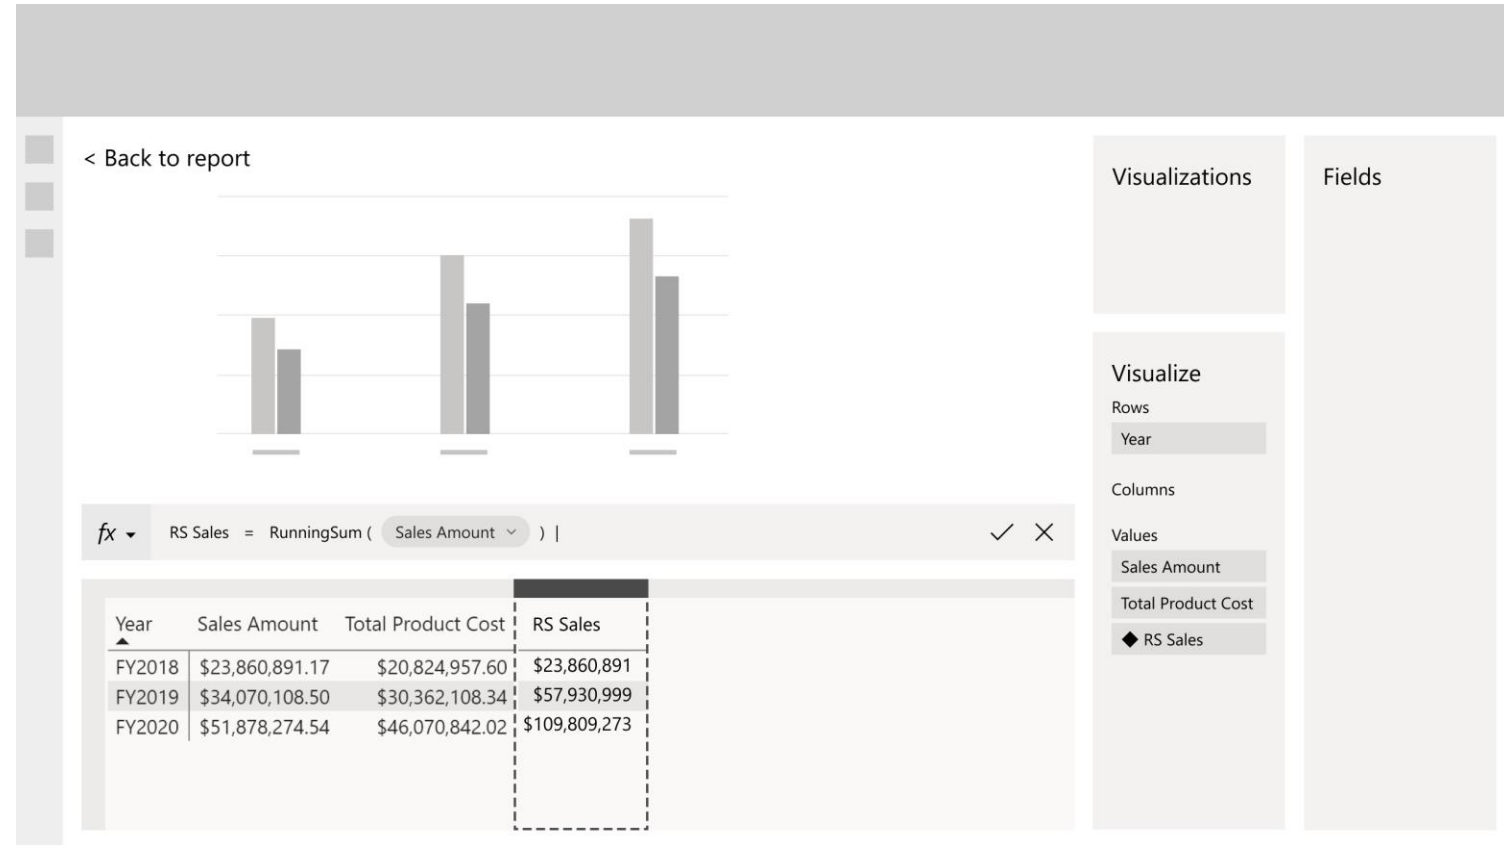 < Back to report
Visualizations
Fields
Visualize
Rows
Year
Columns
Values
Sales Amount
Total Product Cost
RS Sales
fx RS Sales = RunningSum ( Sales Amount ) |
Year Sales Amount Total Product Cost RS Sales
FY2018 $23,860,891.17 $20,824,957.60 $23,860,891
FY2019 $34,070,108.50 $30,362,108.34 $57,930,999
FY2020 $51,878,274.54 $46,070,842.02 $109,809,273